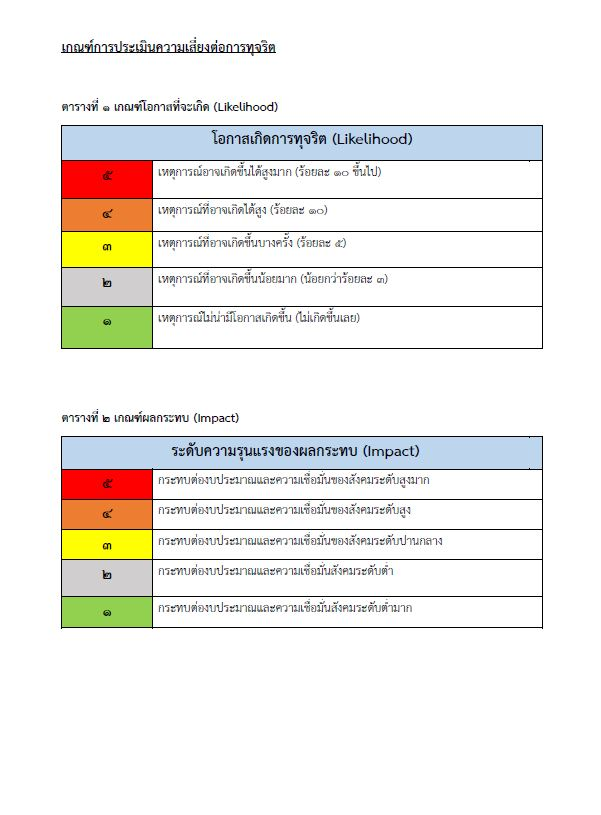 เกณฑ์การประเมินความเสี่ยงต่อการทุจริต
ตารางที่ ๑ เกณฑ์โอกาสที่จะเกิด (Likelihood)
โอกาสเกิดการทุจริต (Likelihood)
๕ เหตุการณ์อาจเกิดขึ้นได้สูงมาก (ร้อยละ ๑๐ ขึ้นไป)
๔ เหตุการณ์ที่อาจเกิดได้สูง (ร้อยละ ๑๐)
๓ เหตุการณ์ที่อาจเกิดขึ้นบางครั้ง (ร้อยละ ๕)
๒ เหตุการณ์ที่อาจเกิดขึ้นน้อยมาก (น้อยกว่าร้อยละ ๓)
๑ เหตุการณ์ไม่น่ามีโอกาสเกิดขึ้น (ไม่เกิดขึ้นเลย)
ตารางที่ ๒ เกณฑ์ผลกระทบ (Impact)
ระดับความรุนแรงของผลกระทบ (Impact)
๕ กระทบต่องบประมาณและความเชื่อมั่นของสังคมระดับสูงมาก
๔ กระทบต่องบประมาณและความเชื่อมั่นของสังคมระดับสูง
๓ กระทบต่องบประมาณและความเชื่อมั่นของสังคมระดับปานกลาง
๒ กระทบต่องบประมาณและความเชื่อมั่นสังคมระดับต่ำ
๑ กระทบต่องบประมาณและความเชื่อมั่นสังคมระดับต่ำมาก